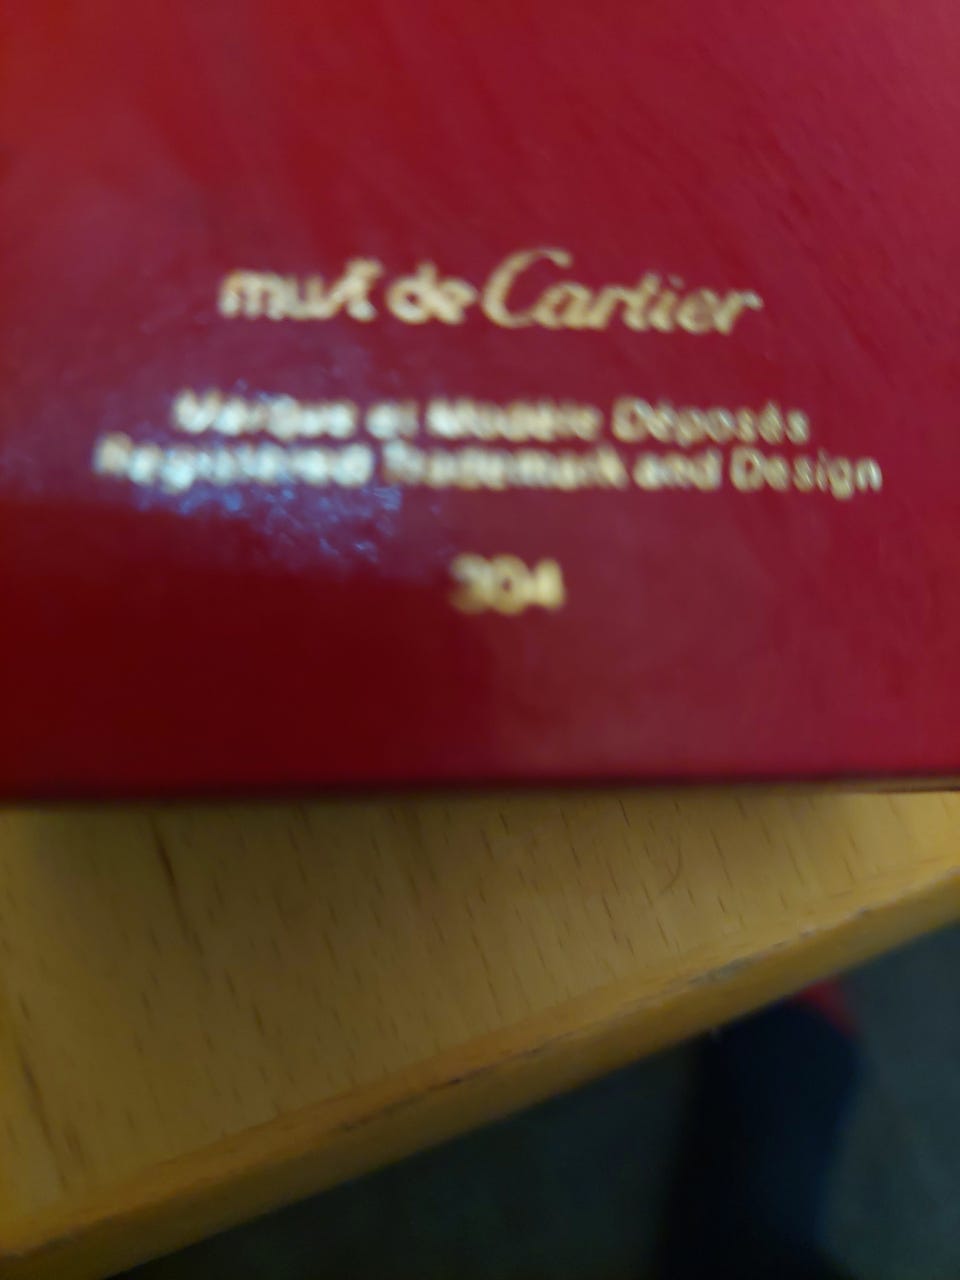 must de Cartier
Marque et Modèle Déposés
Registered Trademark and Design
304